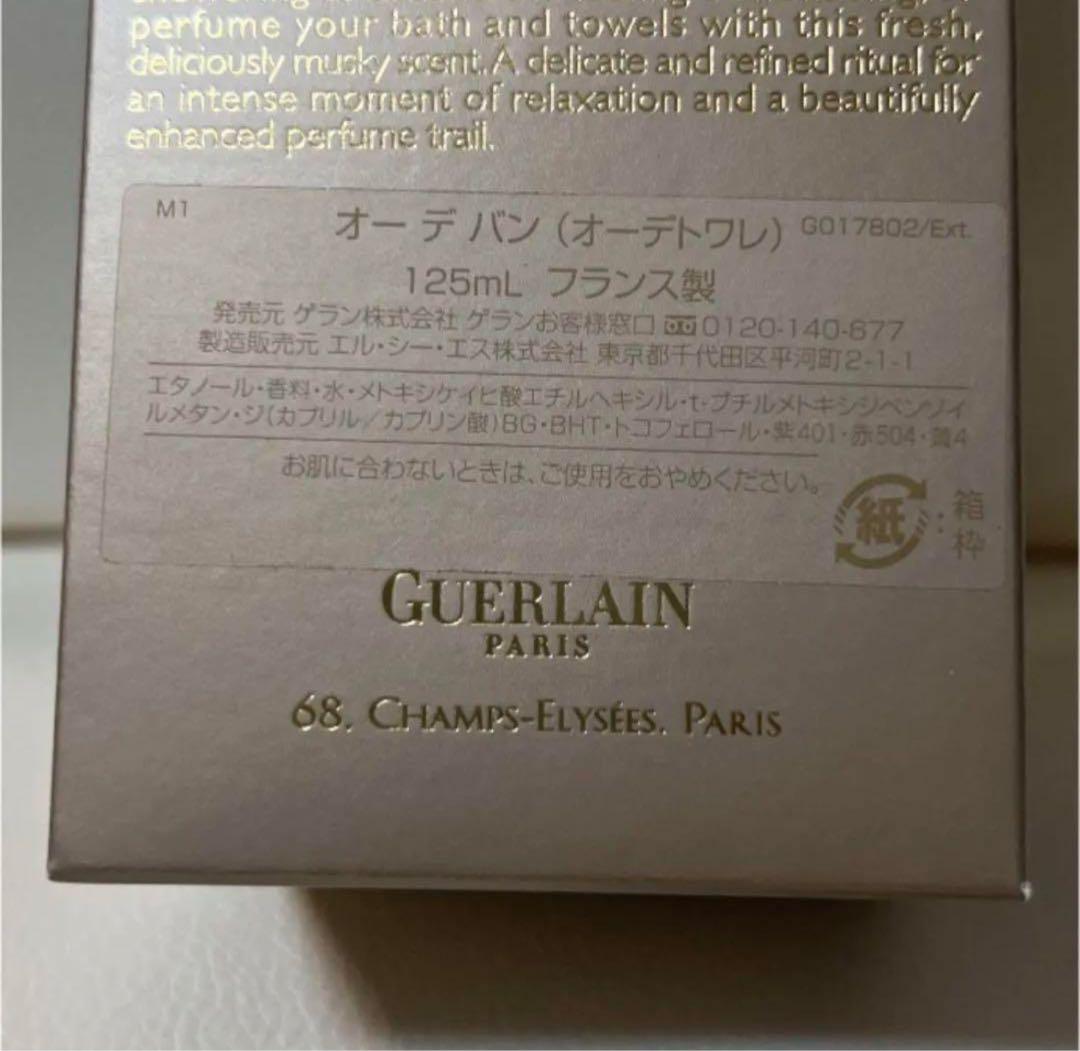 perfume your bath and towels with this fresh,
deliciously musky scent. A delicate and refined ritual for
an intense moment of relaxation and a beautifully
enhanced perfume trail.
M1
オー デ バン (オーデトワレ)
G017802/Ext.
125mL フランス製
発売元 ゲラン株式会社 ゲランお客様窓口 0120-140-677
製造販売元 エル・シー・エス株式会社 東京都千代田区平河町2-1-1
エタノール・香料・水・メトキシケイヒ酸エチルヘキシル・t-ブチルメトキシジベンゾイ
ルメタン・ジ(カプリル/カプリン酸)BG・BHT・トコフェロール・紫401・赤504・黄4
お肌に合わないときは、ご使用をおやめください。
紙 : 箱
枠
GUERLAIN
PARIS
68, CHAMPS-ELYSÉES, PARIS